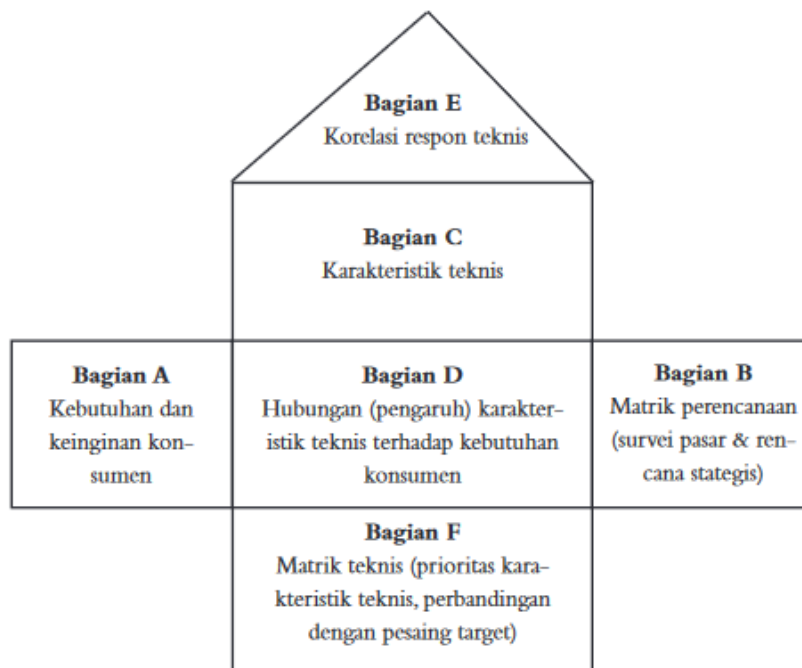 Bagian E
Korelasi respon teknis
Bagian C
Karakteristik teknis
Bagian A
Kebutuhan dan
keinginan kon-
sumen
Bagian D
Hubungan (pengaruh) karakter-
istik teknis terhadap kebutuhan
konsumen
Bagian B
Matrik perencanaan
(survei pasar & ren-
cana stategis)
Bagian F
Matrik teknis (prioritas kara-
kteristik teknis, perbandingan
dengan pesaing target)